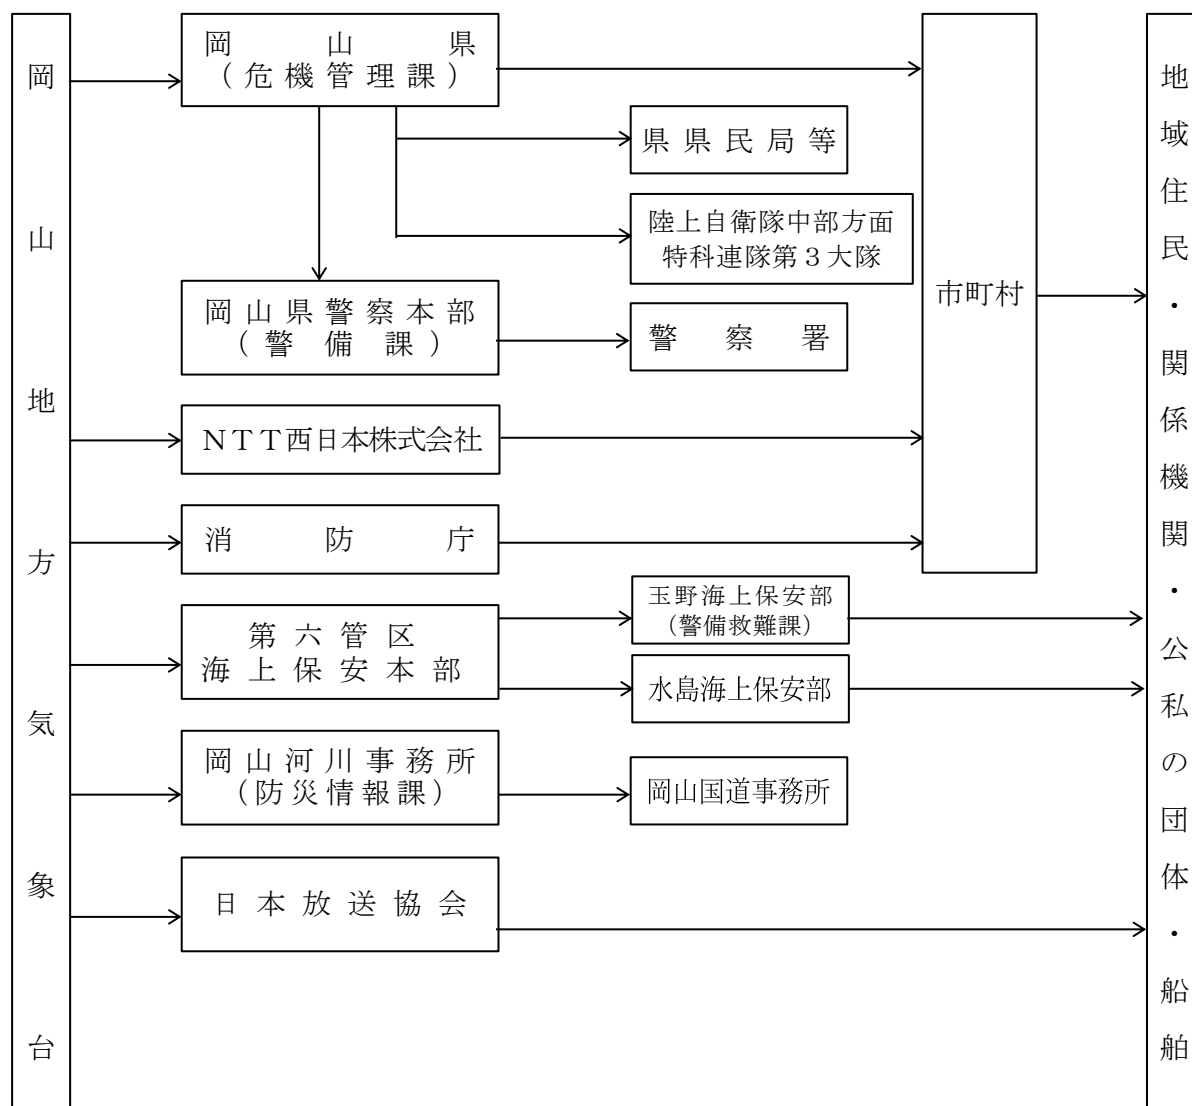 岡山地方気象台
岡山県
（危機管理課）
県県民局等
陸上自衛隊中部方面
特科連隊第３大隊
岡山県警察本部
（警備課）
警察署
ＮＴＴ西日本株式会社
消防庁
市町村
第六管区
海上保安本部
玉野海上保安部
（警備救難課）
水島海上保安部
岡山河川事務所
（防災情報課）
岡山国道事務所
日本放送協会
地域住民・関係機関・公私の団体・船舶